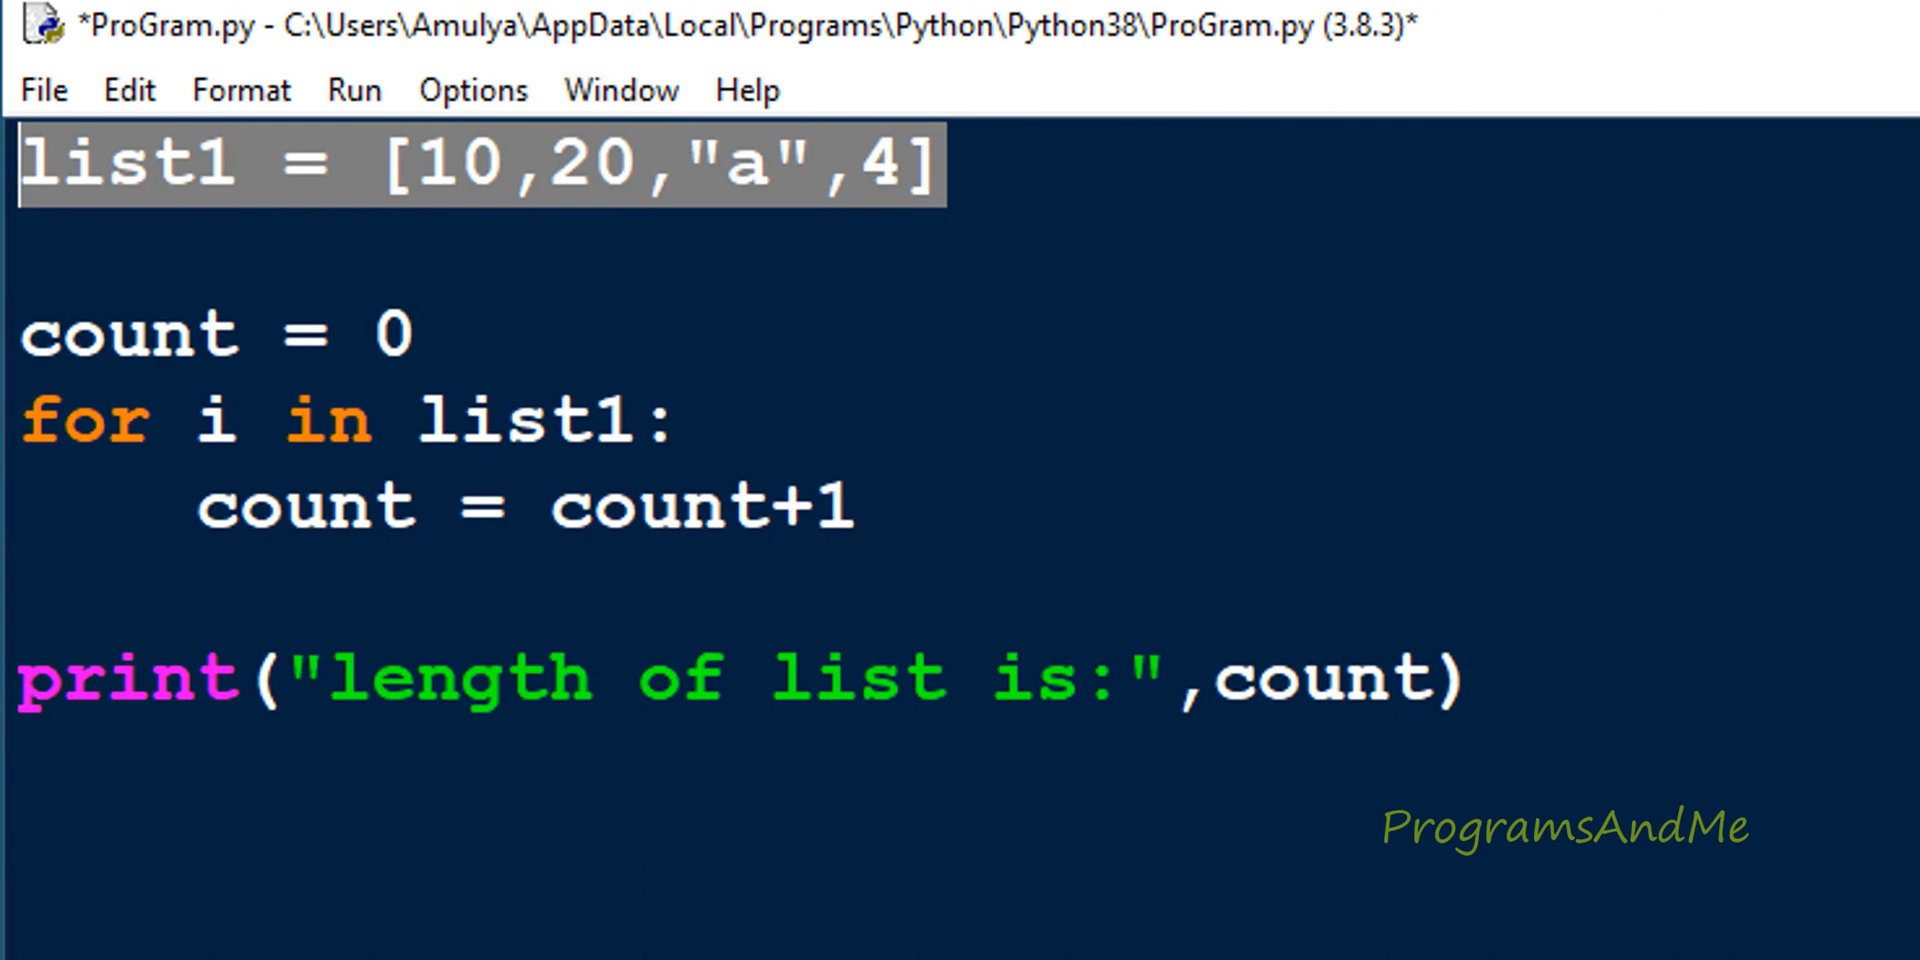 *ProGram.py - C:\Users\Amulya\AppData\Local\Programs\Python\Python38\ProGram.py (3.8.3)*
File Edit Format Run Options Window Help
list1 = [10,20,"a",4]
count = 0
for i in list1:
    count = count+1
print("length of list is:",count)
ProgramsAndMe